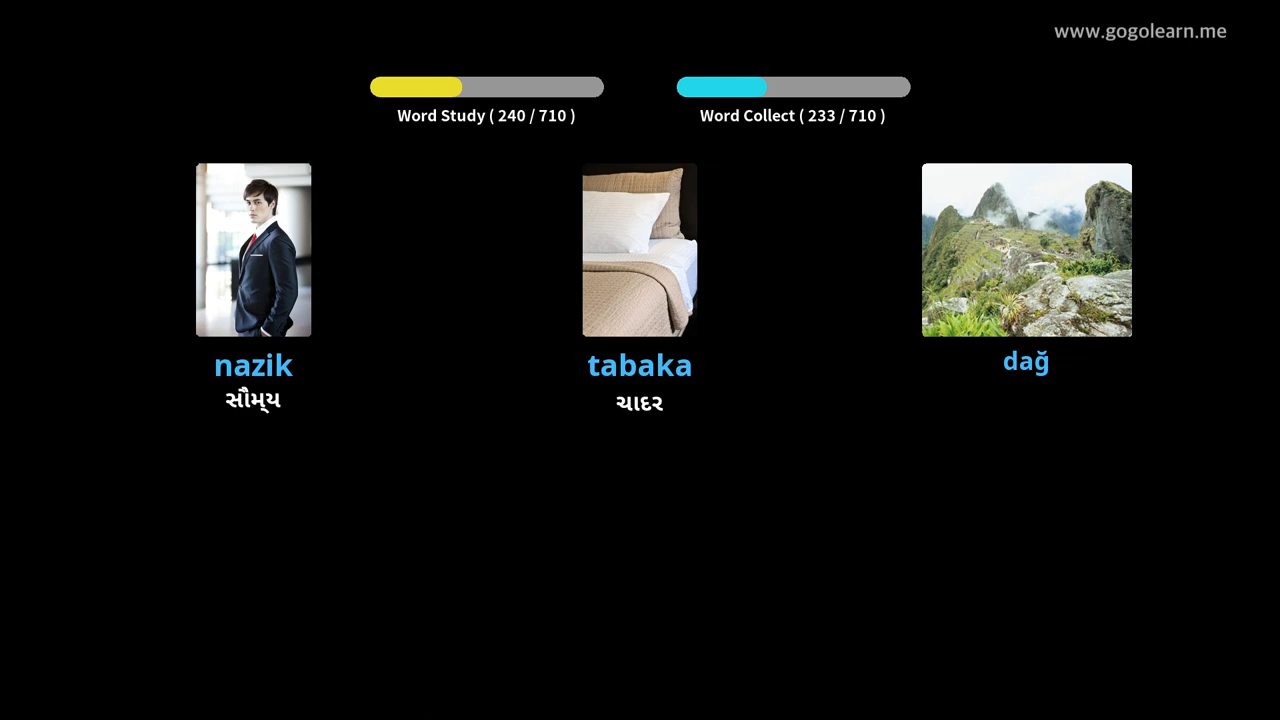 www.gogolearn.me
Word Study ( 240 / 710 )
Word Collect ( 233 / 710 )
nazik
સૌમ્ય
tabaka
ચાદર
dağ